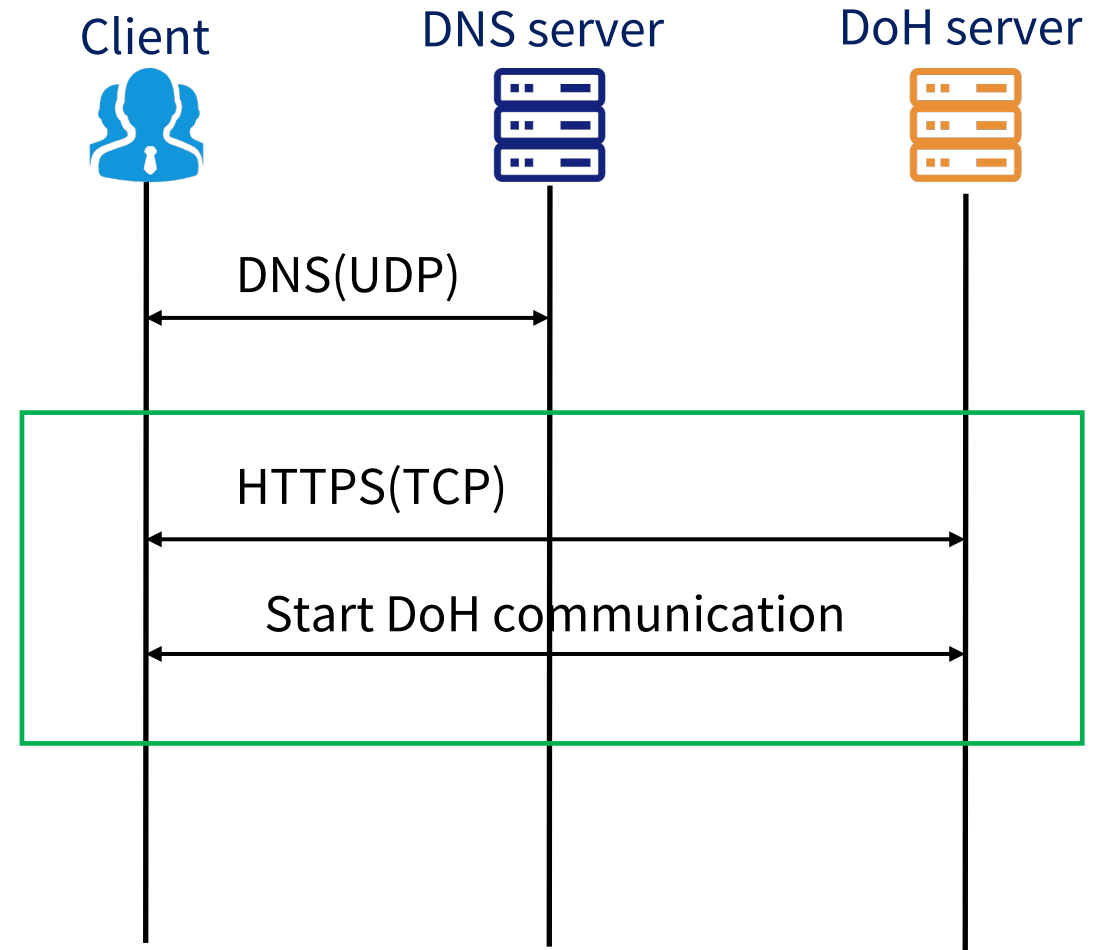 Client
DNS server
DoH server
DNS(UDP)
HTTPS(TCP)
Start DoH communication